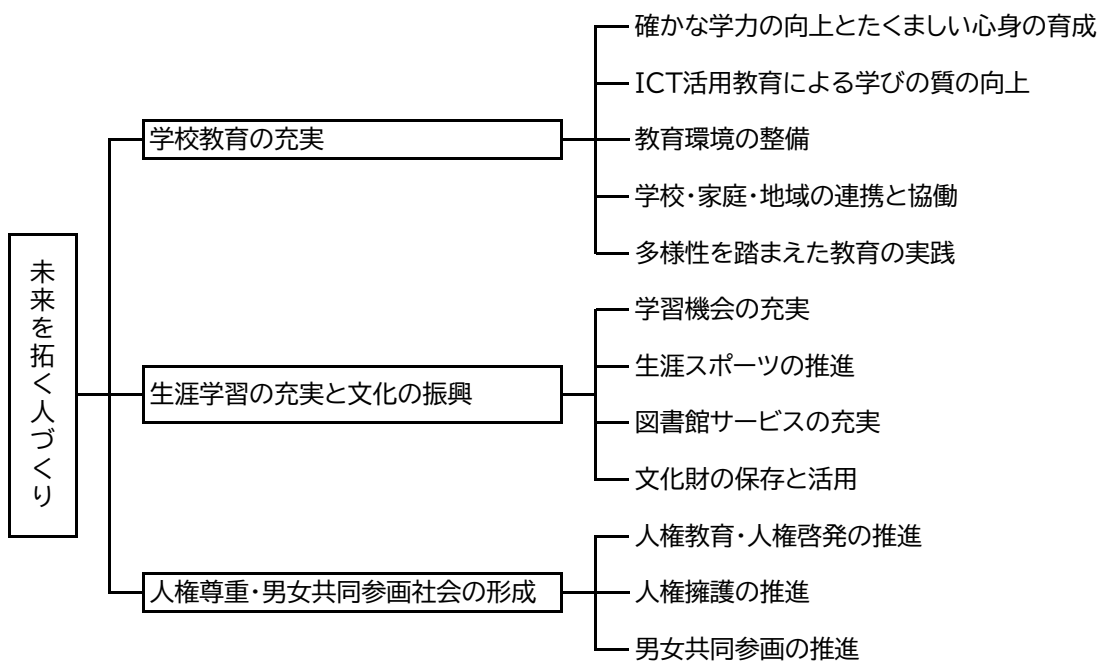 未来を拓く人づくり
学校教育の充実
確かな学力の向上とたくましい心身の育成
ICT活用教育による学びの質の向上
教育環境の整備
学校・家庭・地域の連携と協働
多様性を踏まえた教育の実践
生涯学習の充実と文化の振興
学習機会の充実
生涯スポーツの推進
図書館サービスの充実
文化財の保存と活用
人権尊重・男女共同参画社会の形成
人権教育・人権啓発の推進
人権擁護の推進
男女共同参画の推進